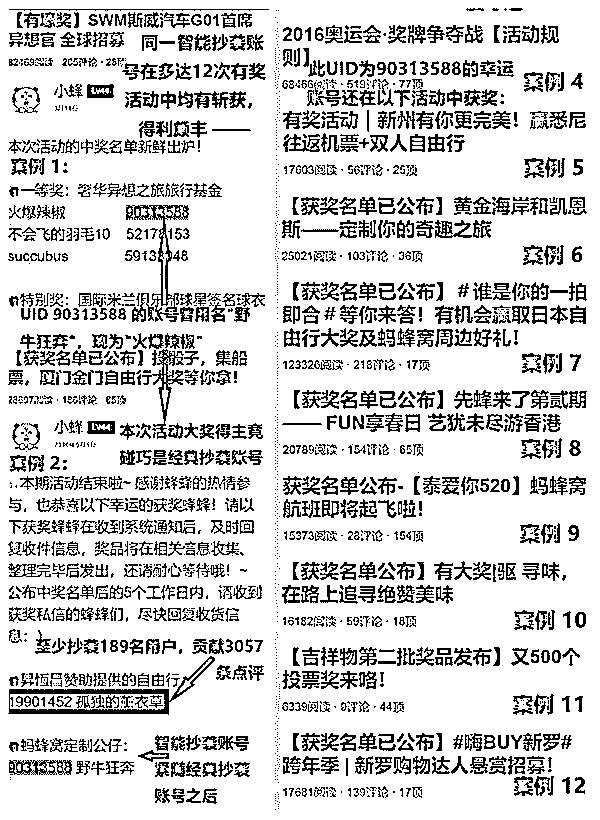 【有壕奖】SWM斯威汽车G01首席
异想官 全球招募
同一智能抄袭账
号在多达12次有奖
活动中均有斩获，
得利颇丰 ——
小蜂
本次活动的中奖名单新鲜出炉！
案例 1：
一等奖：奢华异想之旅旅行基金
火爆辣椒 90313588
不会飞的羽毛10
succubus
特别奖：国际米兰俱乐部球星签名球衣
UID 90313588 的账号曾用名“野
牛狂奔”，现为“火爆辣椒”
【获奖名单已公布】掷骰子，集船
票，厦门金门自由行大奖等你拿！
小蜂
本次活动大奖得主竟
碰巧是经典抄袭账号
案例 2：
本期活动结束啦~ 感谢蜂蜂的热情参
与，也恭喜以下幸运的获奖蜂蜂！请以
下获奖蜂蜂在收到系统通知后，及时回
复收件信息，奖品将在相关信息收集、
整理完毕后发出，还请耐心等待哦！~
公布中奖名单后的5个工作日内，请收到
获奖私信的蜂蜂们，尽快回复收货信
息：）
至少抄袭189名用户，贡献3057
条点评
昇恒昌赞助提供的自由行
19901452 孤独的蓝衣草
蚂蜂窝定制公仔：
90313588 野牛狂奔
智能抄袭账号
紧随经典抄袭
账号之后
2016奥运会·奖牌争夺战【活动规
则】
此UID为90313588的幸运
68466阅读 · 519评论 · 77顶
案例 4
账号还在以下活动中获奖：
有奖活动｜新州有你更完美！赢悉尼
往返机票+双人自由行
17603阅读 · 56评论 · 25顶
案例 5
【获奖名单已公布】黄金海岸和凯恩
斯——定制你的奇趣之旅
25021阅读 · 103评论 · 36顶
案例 6
【获奖名单已公布】＃谁是你的一拍
即合＃等你来答！有机会赢取日本自
由行大奖及蚂蜂窝周边好礼！
123326阅读 · 218评论 · 17顶
案例 7
【获奖名单已公布】先蜂来了第贰期
—— FUN享春日 艺犹未尽游香港
20789阅读 · 154评论 · 65顶
案例 8
获奖名单公布-【泰爱你520】蚂蜂窝
航班即将起飞啦！
15373阅读 · 28评论 · 154顶
案例 9
【获奖名单已公布】有大奖|驱 寻味，
在路上追寻绝赞美味
16182阅读 · 59评论 · 18顶
案例 10
【吉祥物第二批奖品发布】又500个
投票奖来咯！
6339阅读 · 0评论 · 44顶
案例 11
【获奖名单已公布】#嗨BUY新罗#
跨年季｜新罗购物达人悬赏招募！
17681阅读 · 139评论 · 17顶
案例 12